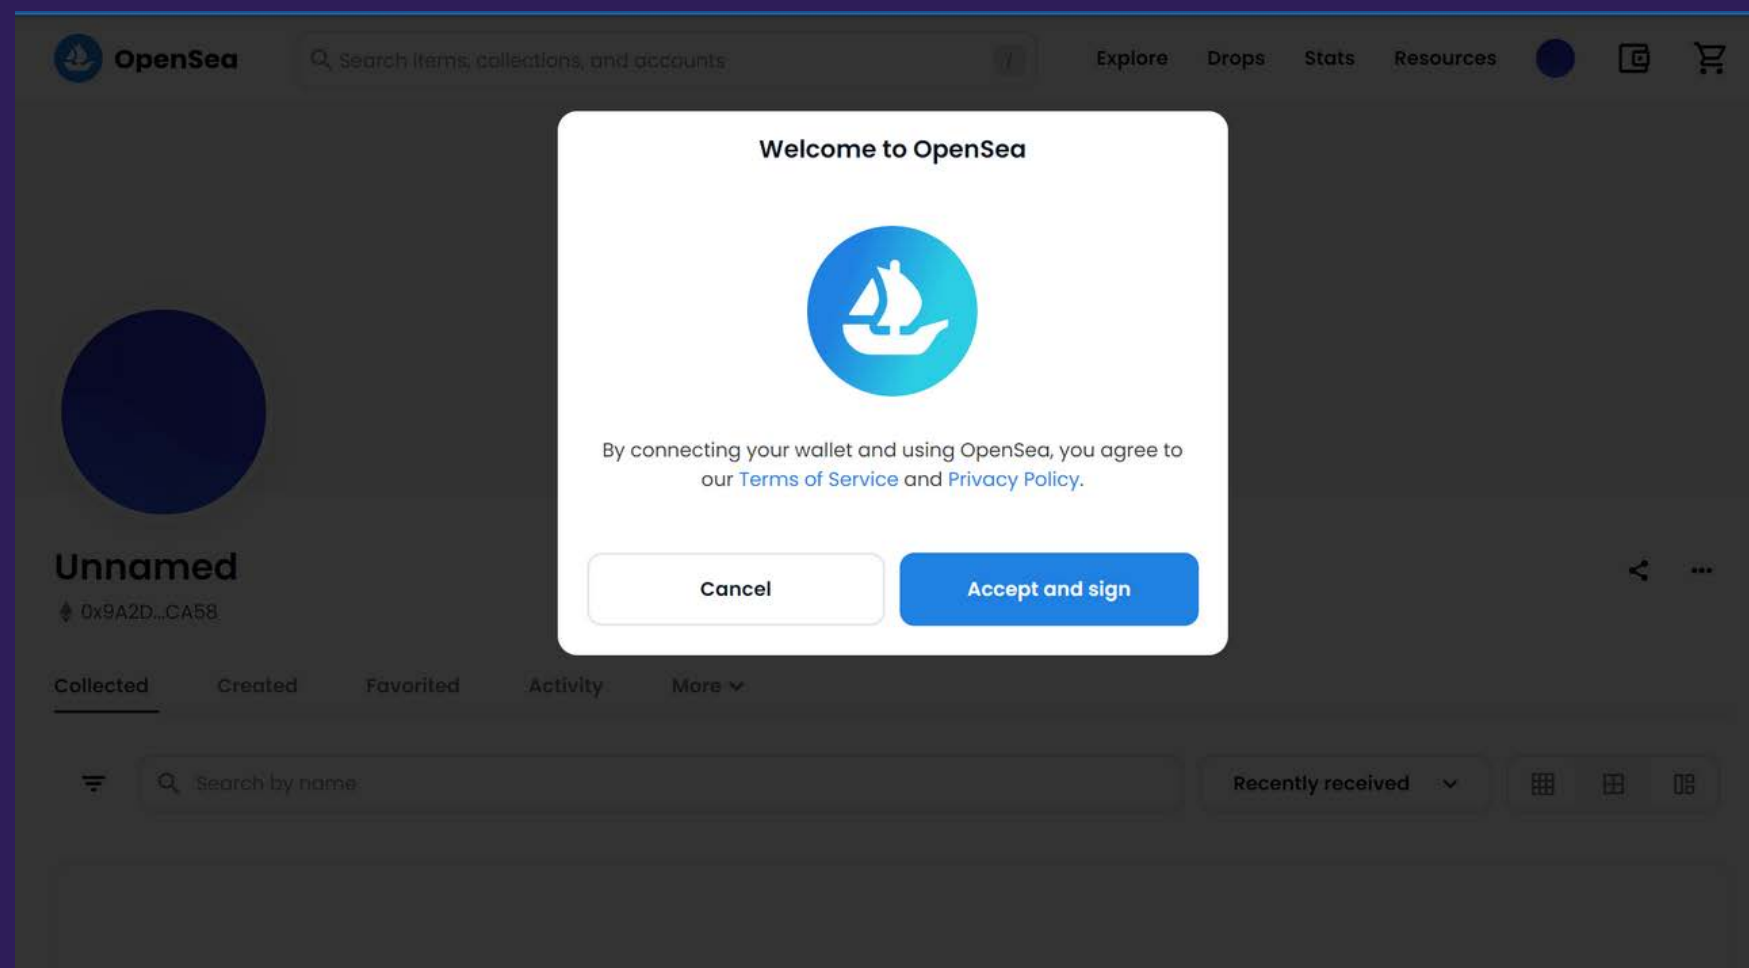 OpenSea
Search items, collections, and accounts
/
Explore
Drops
Stats
Resources
Welcome to OpenSea
By connecting your wallet and using OpenSea, you agree to
our Terms of Service and Privacy Policy.
Cancel
Accept and sign
Unnamed
0x9A2D...CA58
Collected
Created
Favorited
Activity
More
Search by name
Recently received